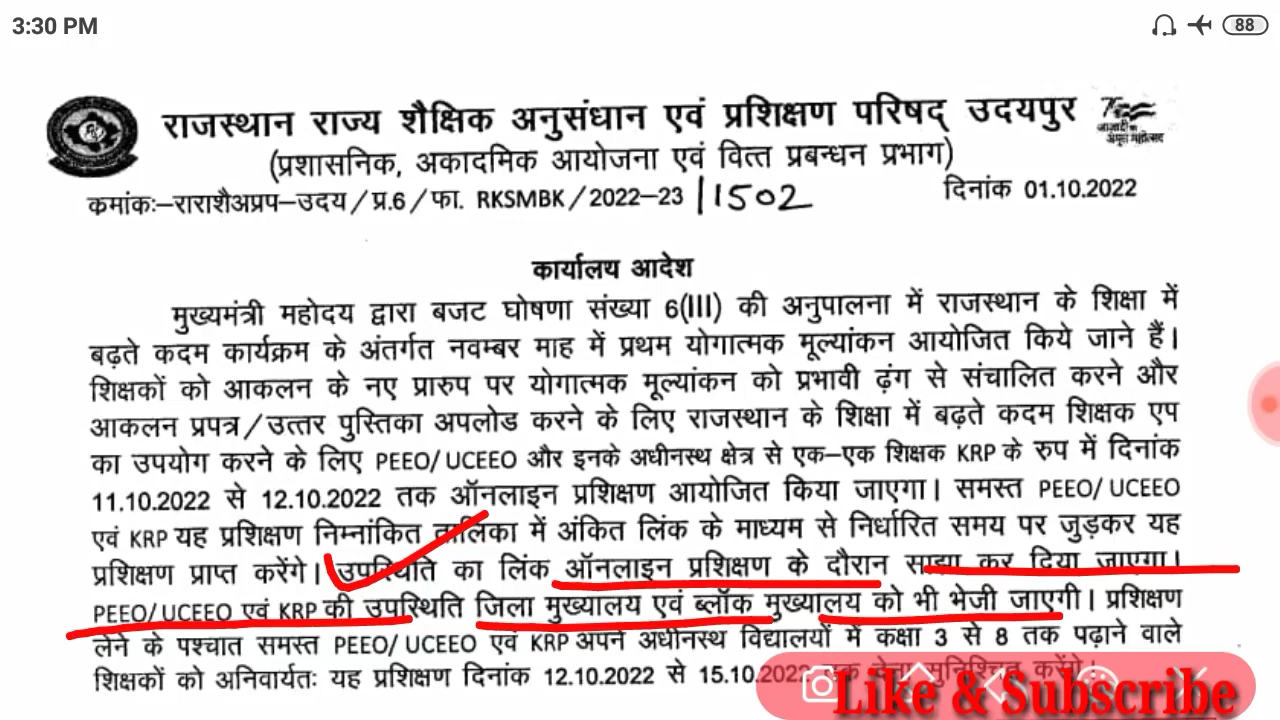 3:30 PM
88
राजस्थान राज्य शैक्षिक अनुसंधान एवं प्रशिक्षण परिषद् उदयपुर
(प्रशासनिक, अकादमिक आयोजना एवं वित्त प्रबन्धन प्रभाग)
कमांकः–राराशैअप्रप–उदय/प्र.6/फा. RKSMBK/2022–23 |1502
दिनांक 01.10.2022
कार्यालय आदेश
मुख्यमंत्री महोदय द्वारा बजट घोषणा संख्या 6(III) की अनुपालना में राजस्थान के शिक्षा में
बढ़ते कदम कार्यक्रम के अंतर्गत नवम्बर माह में प्रथम योगात्मक मूल्यांकन आयोजित किये जाने हैं।
शिक्षकों को आकलन के नए प्रारुप पर योगात्मक मूल्यांकन को प्रभावी ढ़ंग से संचालित करने और
आकलन प्रपत्र/उत्तर पुस्तिका अपलोड करने के लिए राजस्थान के शिक्षा में बढ़ते कदम शिक्षक एप
का उपयोग करने के लिए PEEO/ UCEEO और इनके अधीनस्थ क्षेत्र से एक–एक शिक्षक KRP के रुप में दिनांक
11.10.2022 से 12.10.2022 तक ऑनलाइन प्रशिक्षण आयोजित किया जाएगा। समस्त PEEO/ UCEEO
एवं KRP यह प्रशिक्षण निम्नांकित तालिका में अंकित लिंक के माध्यम से निर्धारित समय पर जुड़कर यह
प्रशिक्षण प्राप्त करेंगे। उपस्थिति का लिंक ऑनलाइन प्रशिक्षण के दौरान साझा कर दिया जाएगा।
PEEO/ UCEEO एवं KRP की उपस्थिति जिला मुख्यालय एवं ब्लॉक मुख्यालय को भी भेजी जाएगी। प्रशिक्षण
लेने के पश्चात समस्त PEEO/ UCEEO एवं KRP अपने अधीनस्थ विद्यालयों में कक्षा 3 से 8 तक पढ़ाने वाले
शिक्षकों को अनिवार्यतः यह प्रशिक्षण दिनांक 12.10.2022 से 15.10.2022 तक देना सुनिश्चित करेंगे।
Like & Subscribe